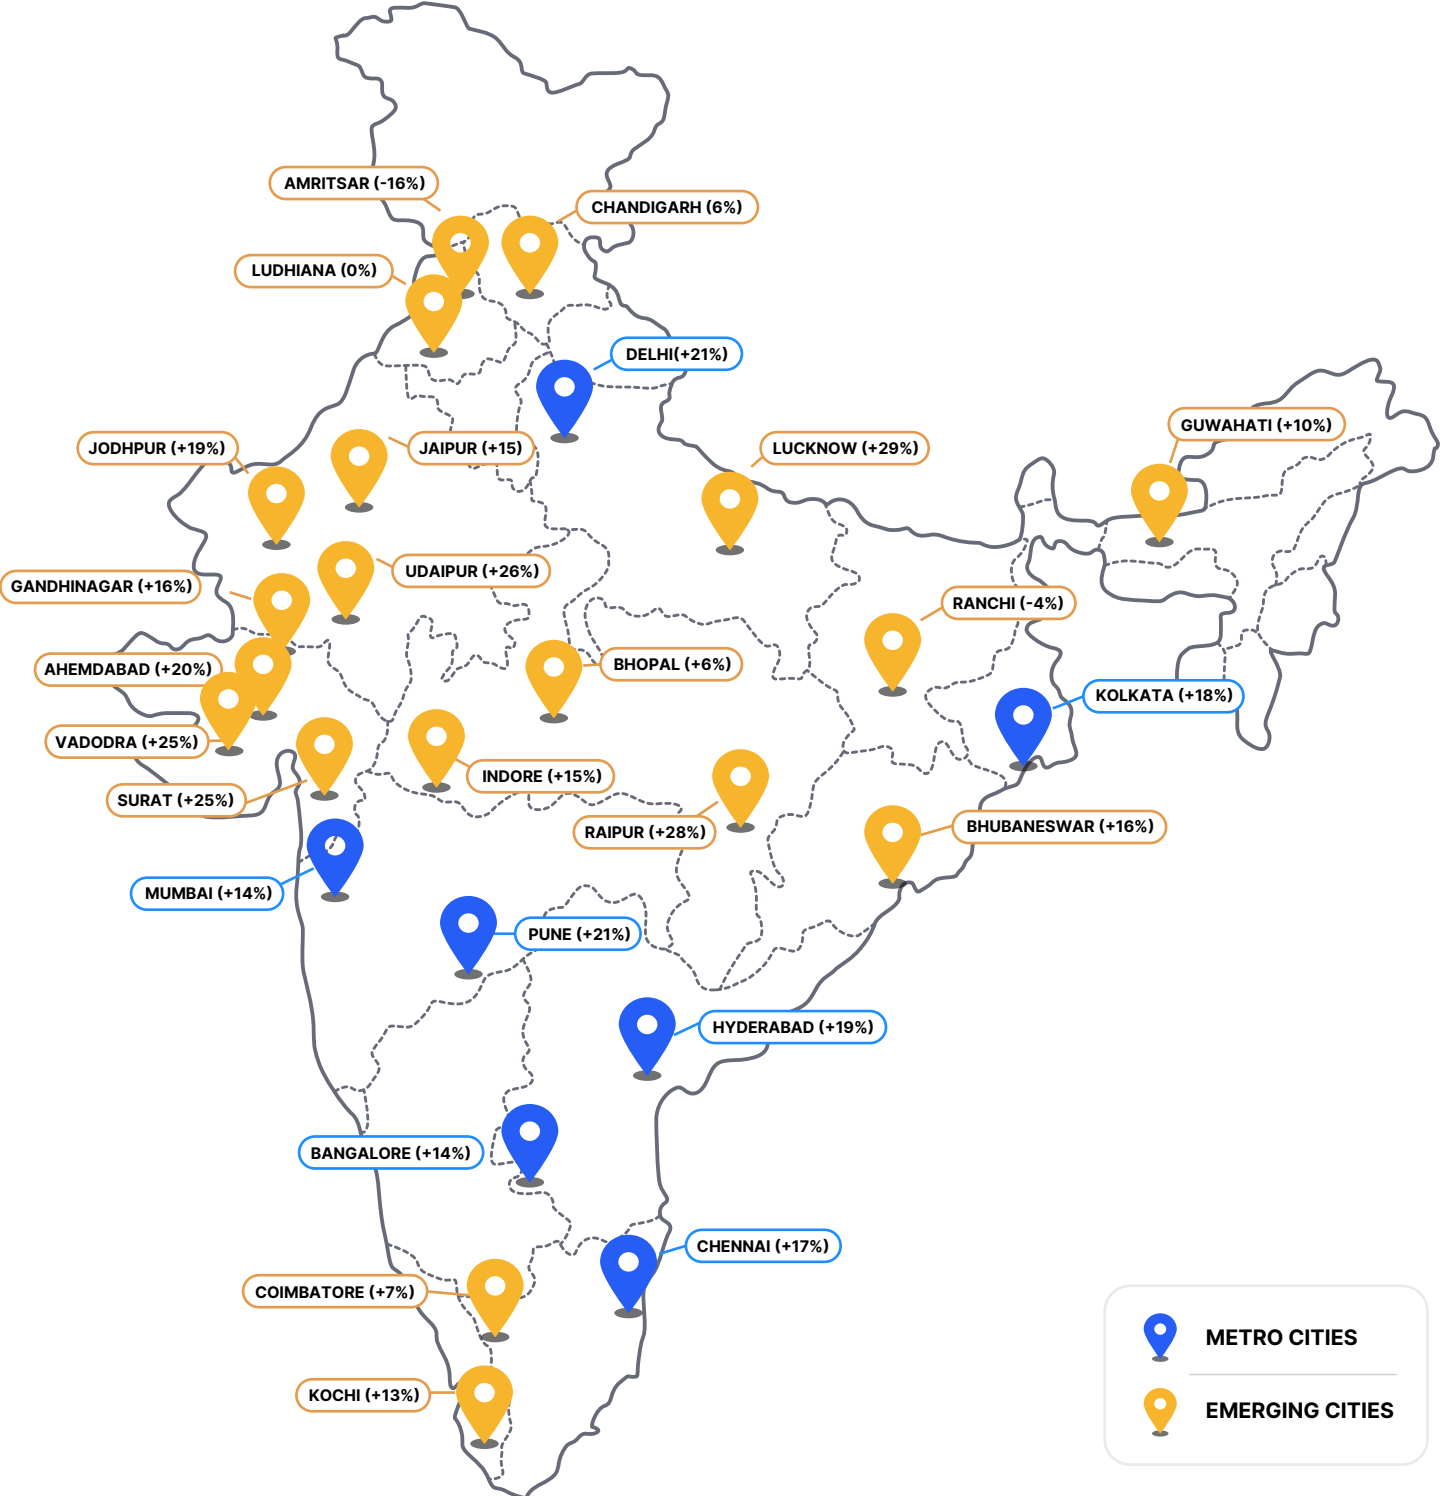 AMRITSAR (-16%)
CHANDIGARH (6%)
LUDHIANA (0%)
DELHI(+21%)
GUWAHATI (+10%)
JODHPUR (+19%)
JAIPUR (+15)
LUCKNOW (+29%)
UDAIPUR (+26%)
GANDHINAGAR (+16%)
RANCHI (-4%)
BHOPAL (+6%)
AHEMDABAD (+20%)
KOLKATA (+18%)
VADODRA (+25%)
INDORE (+15%)
SURAT (+25%)
BHUBANESWAR (+16%)
RAIPUR (+28%)
MUMBAI (+14%)
PUNE (+21%)
HYDERABAD (+19%)
BANGALORE (+14%)
CHENNAI (+17%)
COIMBATORE (+7%)
KOCHI (+13%)
METRO CITIES
EMERGING CITIES